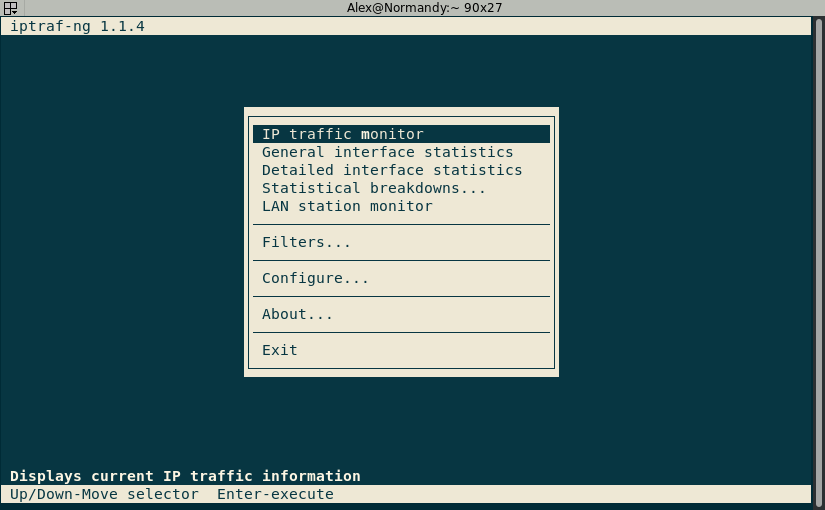 Alex@Normandy:~ 90x27
iptraf-ng 1.1.4
IP traffic monitor
General interface statistics
Detailed interface statistics
Statistical breakdowns...
LAN station monitor
Filters...
Configure...
About...
Exit
Displays current IP traffic information
Up/Down-Move selector  Enter-execute